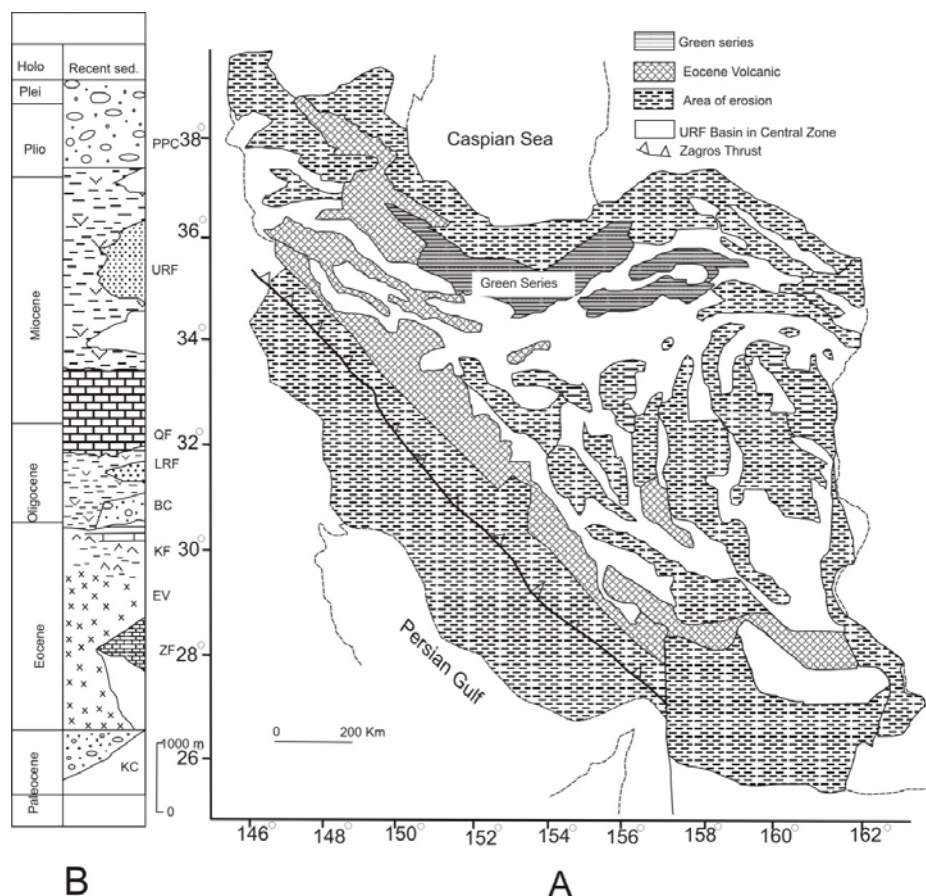 Holo
Recent sed.
Plei
Plio
PPC
Miocene
URF
QF
LRF
Oligocene
BC
KF
EV
Eocene
ZF
1000 m
KC
Paleocene
0
B
Green series
Eocene Volcanic
Area of erosion
URF Basin in Central Zone
Zagros Thrust
Caspian Sea
Green Series
Persian Gulf
0 200 Km
38°
36°
34°
32°
30°
28°
26
146° 148° 150° 152° 154° 156° 158° 160° 162°
A